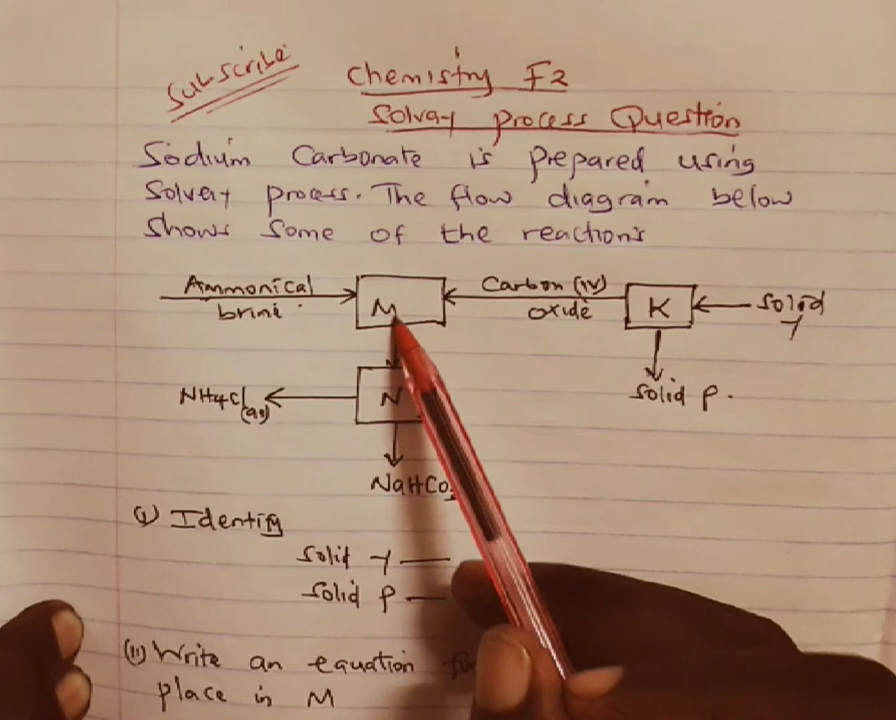 Subscribe
Chemistry F2
Solvay process Question
Sodium Carbonate is prepared using
Solvay process. The flow diagram below
shows some of the reactions
Ammonical
brine
M
Carbon (iv)
oxide
K
Solid
Y
NH4Cl(aq)
N
Solid P.
NaHCO3
(i) Identify
Solid Y —
Solid P —
(ii) Write an equation
place in M